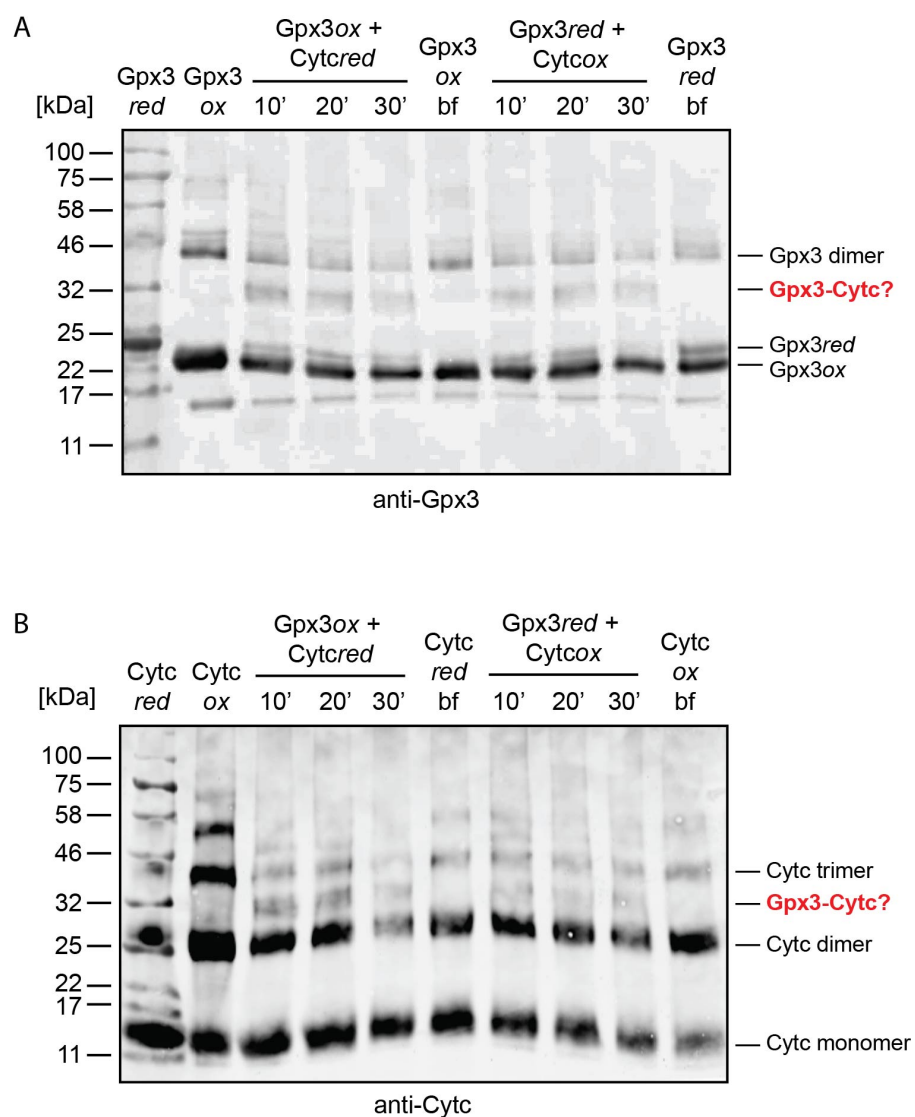 A
Gpx3ox + Cytcred
Gpx3 ox bf
Gpx3red + Cytcox
Gpx3 red bf
Gpx3 red
Gpx3 ox
[kDa]
10' 20' 30'
10' 20' 30'
100
75
58
46
32
25
22
17
11
Gpx3 dimer
Gpx3-Cytc?
Gpx3red
Gpx3ox
anti-Gpx3
B
Gpx3ox + Cytcred
Cytc red bf
Gpx3red + Cytcox
Cytc ox bf
Cytc red
Cytc ox
[kDa]
10' 20' 30'
10' 20' 30'
100
75
58
46
32
25
22
17
11
Cytc trimer
Gpx3-Cytc?
Cytc dimer
Cytc monomer
anti-Cytc